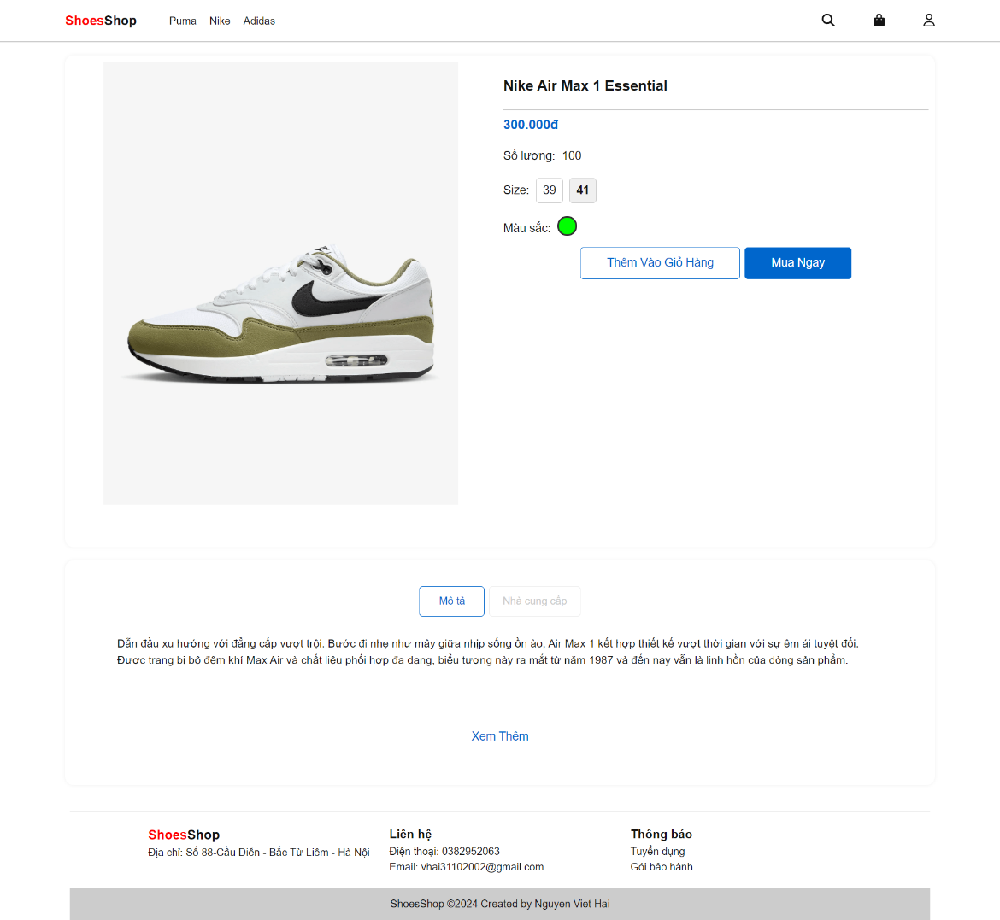 ShoesShop Puma Nike Adidas
Nike Air Max 1 Essential
300.000đ
Số lượng: 100
Size: 39 41
Màu sắc:
Thêm Vào Giỏ Hàng Mua Ngay
Mô tả Nhà cung cấp
Dẫn đầu xu hướng với đẳng cấp vượt trội. Bước đi nhẹ như mây giữa nhịp sống ồn ào, Air Max 1 kết hợp thiết kế vượt thời gian với sự êm ái tuyệt đối.
Được trang bị bộ đệm khí Max Air và chất liệu phối hợp đa dạng, biểu tượng này ra mắt từ năm 1987 và đến nay vẫn là linh hồn của dòng sản phẩm.
Xem Thêm
ShoesShop
Địa chỉ: Số 88-Cầu Diễn - Bắc Từ Liêm - Hà Nội
Liên hệ
Điện thoại: 0382952063
Email: vhai31102002@gmail.com
Thông báo
Tuyển dụng
Gói bảo hành
ShoesShop ©2024 Created by Nguyen Viet Hai